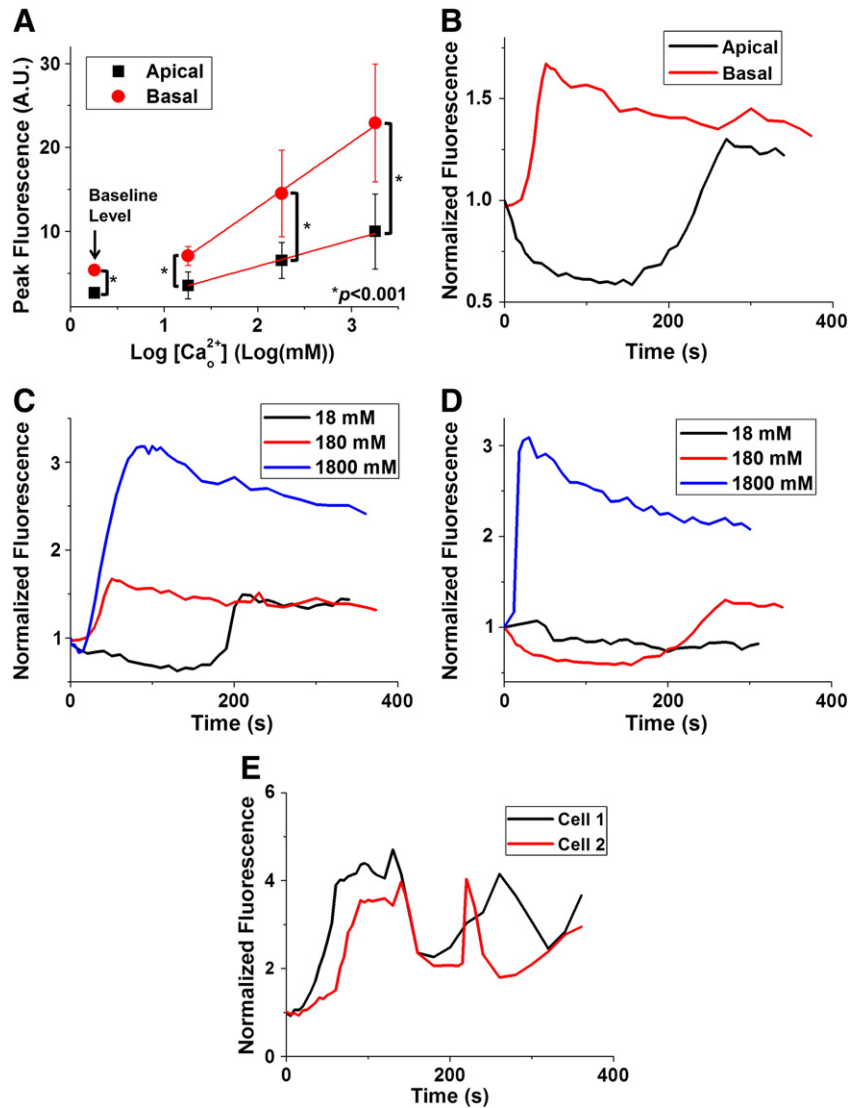 A
Peak Fluorescence (A.U.)
30
20
10
Apical
Basal
Baseline
Level
*
*
*
*
*p<0.001
0 1 2 3
Log [Ca²⁺ₒ] (Log(mM))
B
Normalized Fluorescence
1.5
1.0
0.5
Apical
Basal
0 200 400
Time (s)
C
Normalized Fluorescence
3
2
1
18 mM
180 mM
1800 mM
0 200 400
Time (s)
D
Normalized Fluorescence
3
2
1
18 mM
180 mM
1800 mM
0 200 400
Time (s)
E
Normalized Fluorescence
6
4
2
0
Cell 1
Cell 2
0 200 400
Time (s)